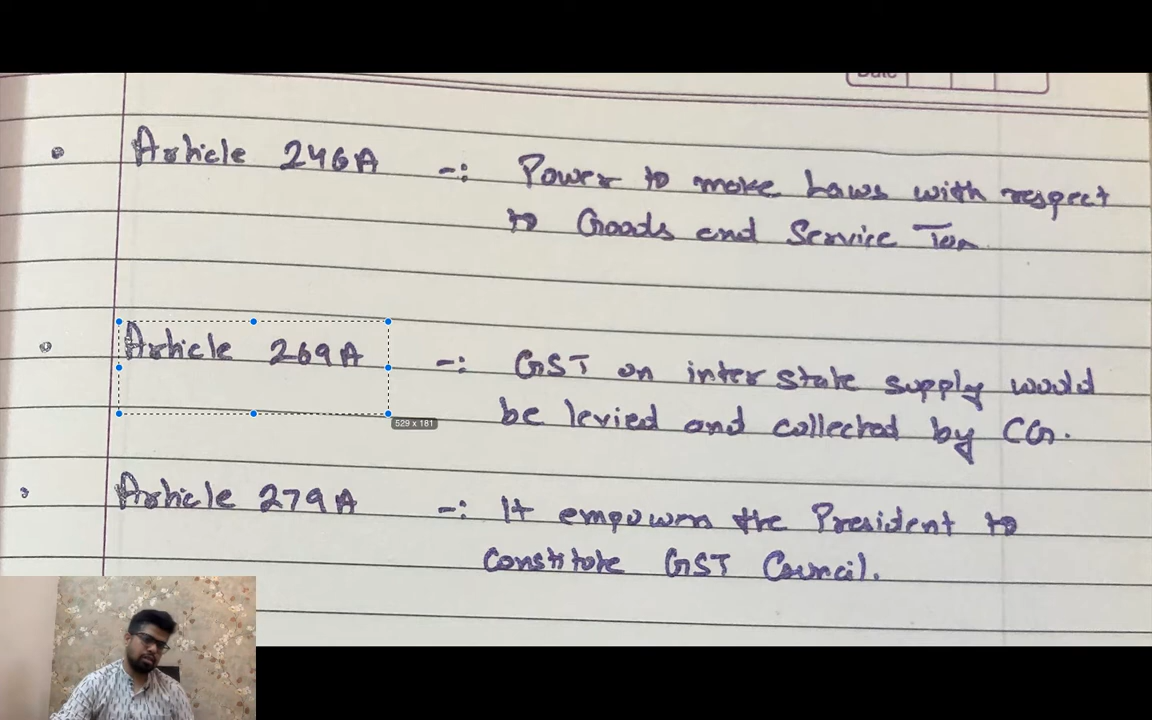 Date
Article 246A -: Power to make Laws with respect
to Goods and Service Tax
Article 269A -: GST on inter state supply would
be levied and collected by CG.
529 x 181
Article 279A -: It empowers the President to
constitute GST Council.